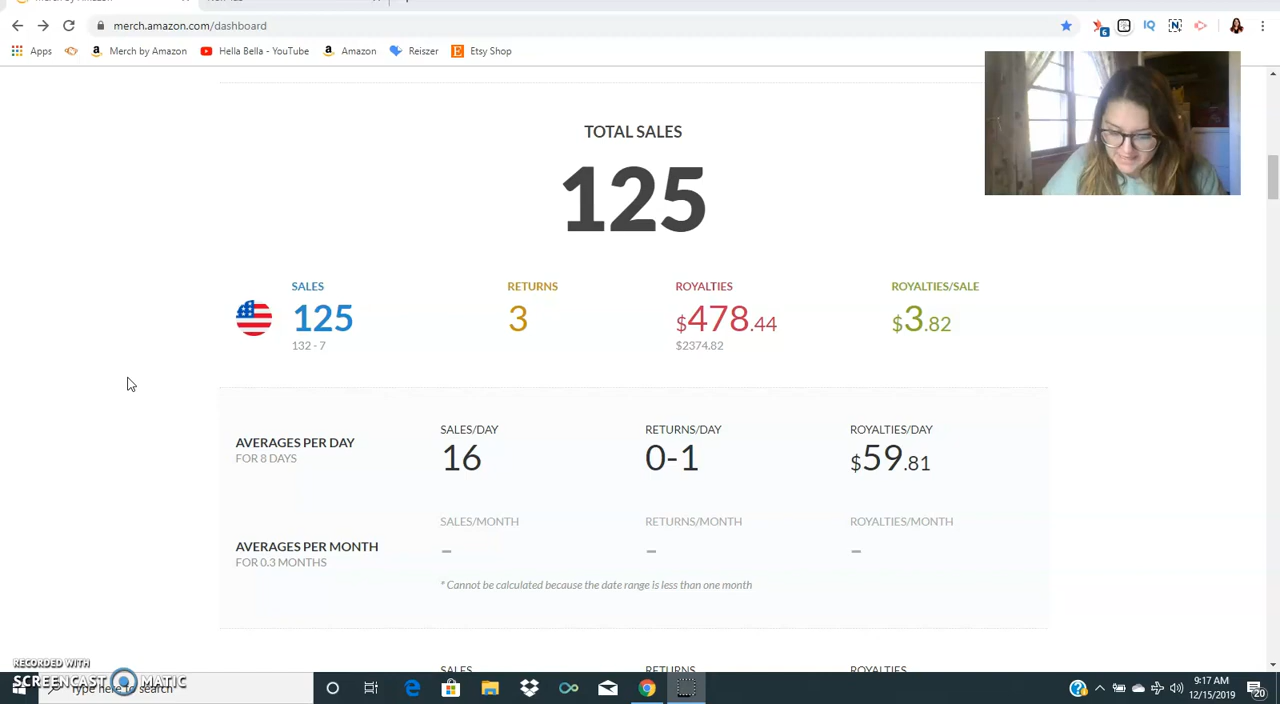 merch.amazon.com/dashboard
Apps Merch by Amazon Hella Bella - YouTube Amazon Reiszer Etsy Shop
TOTAL SALES
125
SALES RETURNS ROYALTIES ROYALTIES/SALE
125 3 $478.44 $3.82
132 - 7 $2374.82
SALES/DAY RETURNS/DAY ROYALTIES/DAY
AVERAGES PER DAY
FOR 8 DAYS
16 0-1 $59.81
SALES/MONTH RETURNS/MONTH ROYALTIES/MONTH
AVERAGES PER MONTH
FOR 0.3 MONTHS
- - -
* Cannot be calculated because the date range is less than one month
SALES RETURNS ROYALTIES
RECORDED WITH
SCREENCAST MATIC
Type here to search
9:17 AM
12/15/2019
20